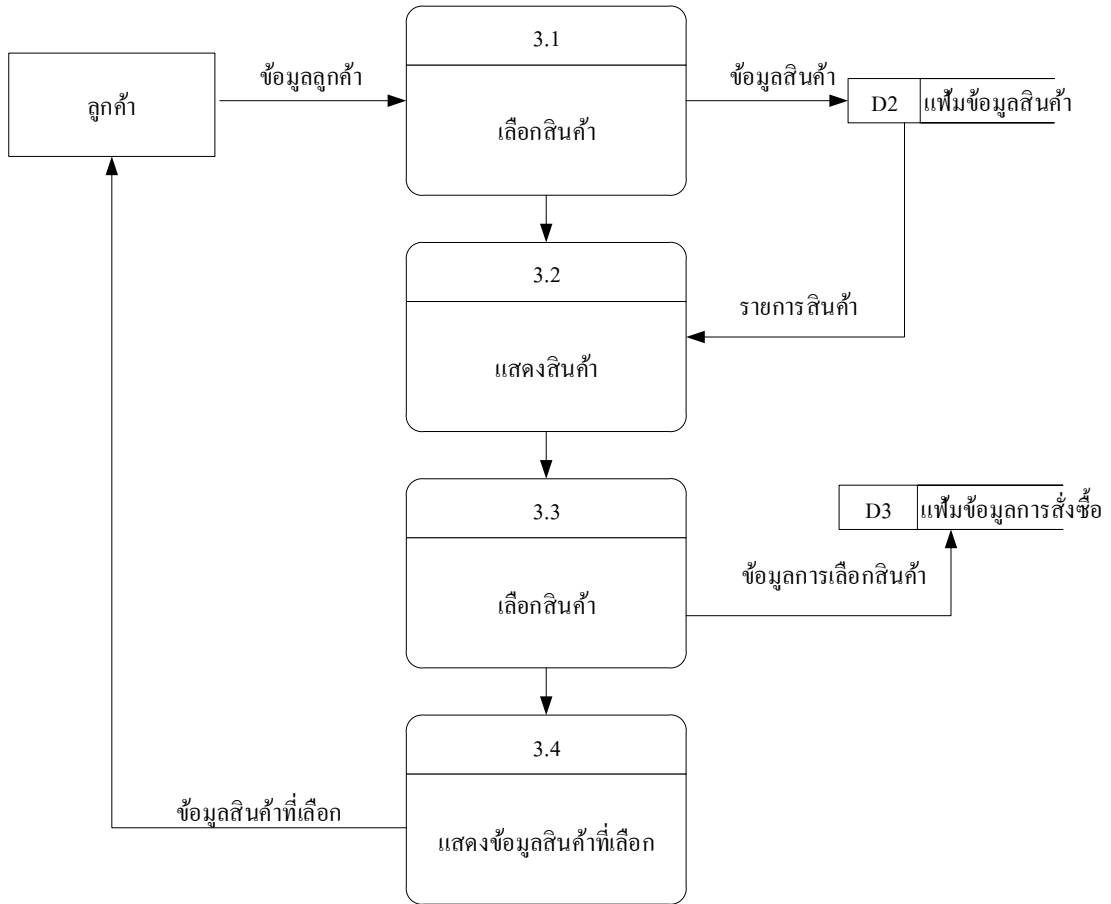 3.1
ลูกค้า
ข้อมูลลูกค้า
เลือกสินค้า
ข้อมูลสินค้า
D2
แฟ้มข้อมูลสินค้า
3.2
แสดงสินค้า
รายการสินค้า
3.3
เลือกสินค้า
D3
แฟ้มข้อมูลการสั่งซื้อ
ข้อมูลการเลือกสินค้า
3.4
แสดงข้อมูลสินค้าที่เลือก
ข้อมูลสินค้าที่เลือก